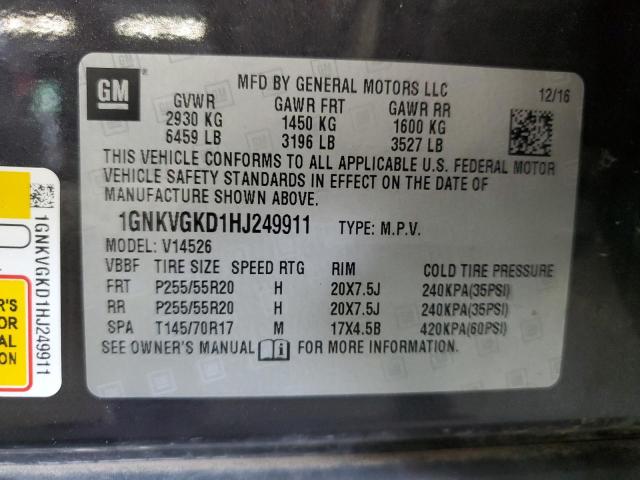 GM
MFD BY GENERAL MOTORS LLC
12/16
GVWR GAWR FRT GAWR RR
2930 KG 1450 KG 1600 KG
6459 LB 3196 LB 3527 LB
THIS VEHICLE CONFORMS TO ALL APPLICABLE U.S. FEDERAL MOTOR
VEHICLE SAFETY STANDARDS IN EFFECT ON THE DATE OF
MANUFACTURE SHOWN ABOVE.
1GNKVGKD1HJ249911 TYPE: M.P.V.
MODEL: V14526
VBBF TIRE SIZE SPEED RTG RIM COLD TIRE PRESSURE
FRT P255/55R20 H 20X7.5J 240KPA(35PSI)
RR P255/55R20 H 20X7.5J 240KPA(35PSI)
SPA T145/70R17 M 17X4.5B 420KPA(60PSI)
SEE OWNER'S MANUAL FOR MORE INFORMATION.
1GNKVGKD1HJ249911